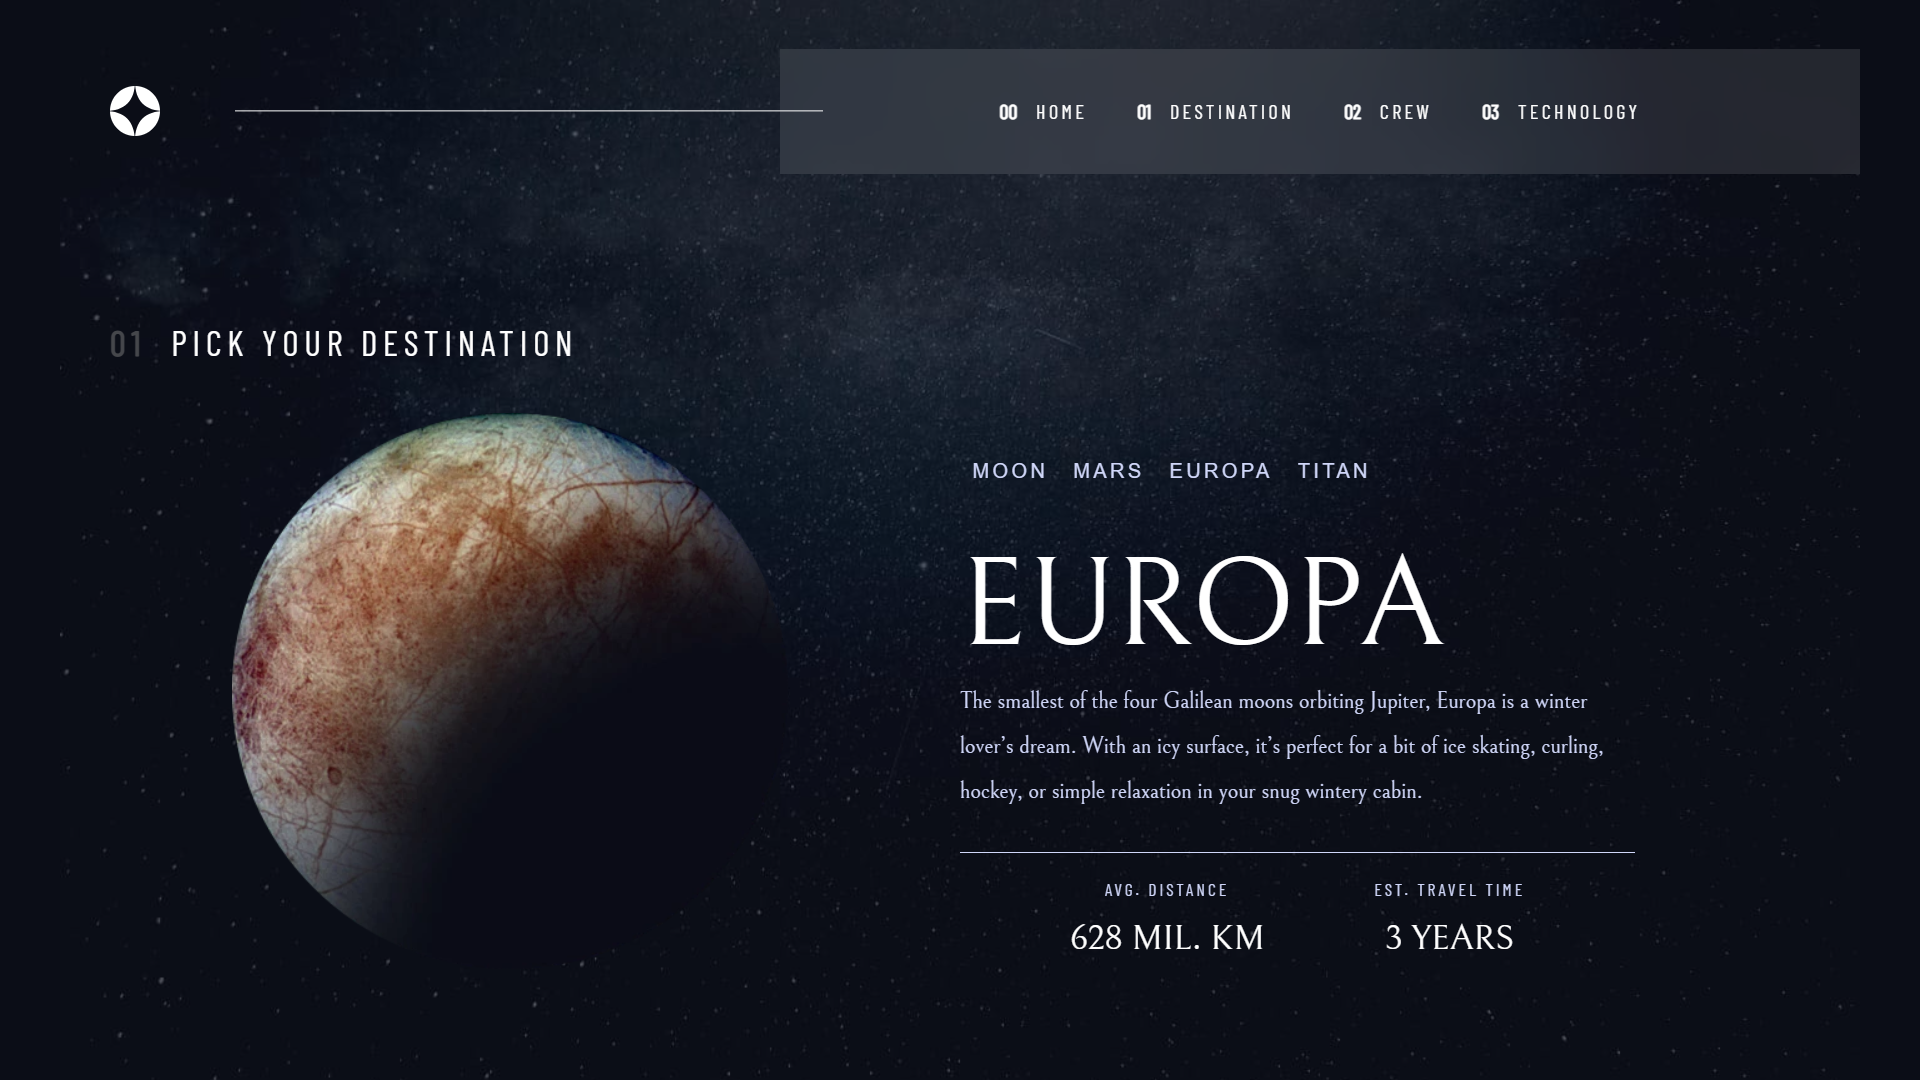 00 HOME 01 DESTINATION 02 CREW 03 TECHNOLOGY
01 PICK YOUR DESTINATION
MOON MARS EUROPA TITAN
EUROPA
The smallest of the four Galilean moons orbiting Jupiter, Europa is a winter
lover’s dream. With an icy surface, it’s perfect for a bit of ice skating, curling,
hockey, or simple relaxation in your snug wintery cabin.
AVG. DISTANCE EST. TRAVEL TIME
628 MIL. KM 3 YEARS